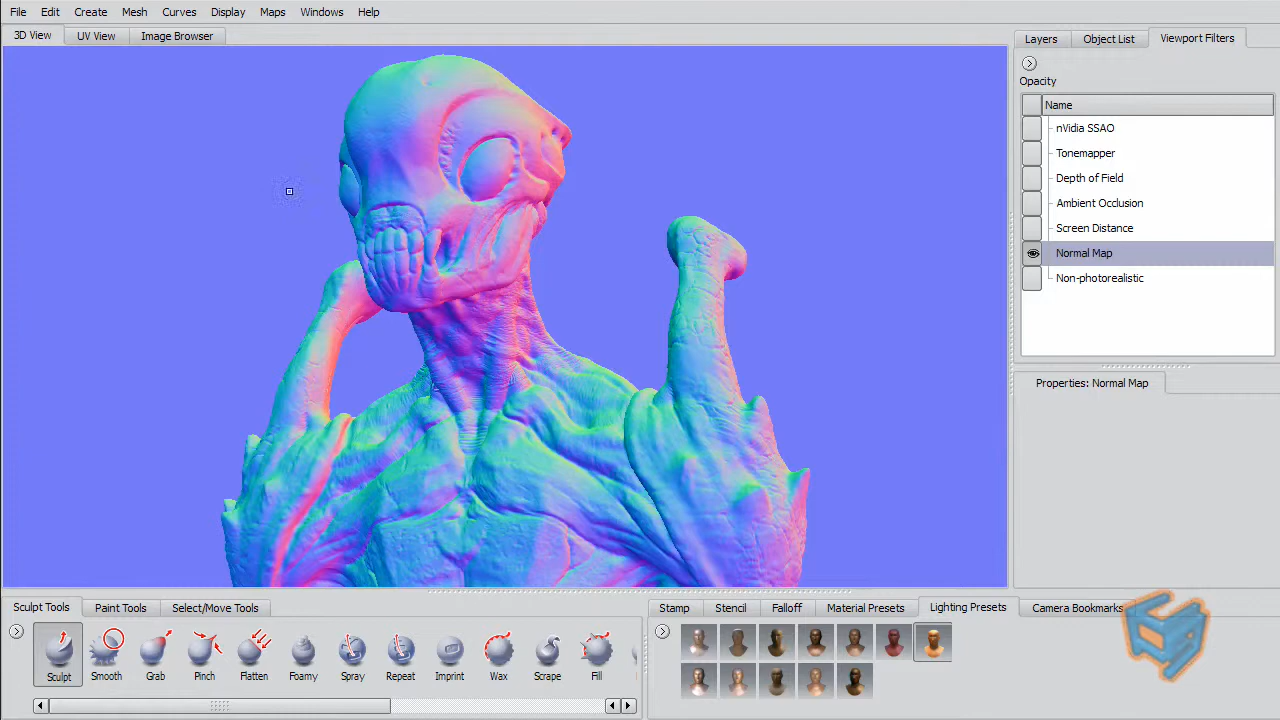 File Edit Create Mesh Curves Display Maps Windows Help
3D View UV View Image Browser
Layers Object List Viewport Filters
Opacity
Name
nVidia SSAO
Tonemapper
Depth of Field
Ambient Occlusion
Screen Distance
Normal Map
Non-photorealistic
Properties: Normal Map
Sculpt Tools Paint Tools Select/Move Tools
Stamp Stencil Falloff Material Presets Lighting Presets Camera Bookmarks
Sculpt Smooth Grab Pinch Flatten Foamy Spray Repeat Imprint Wax Scrape Fill